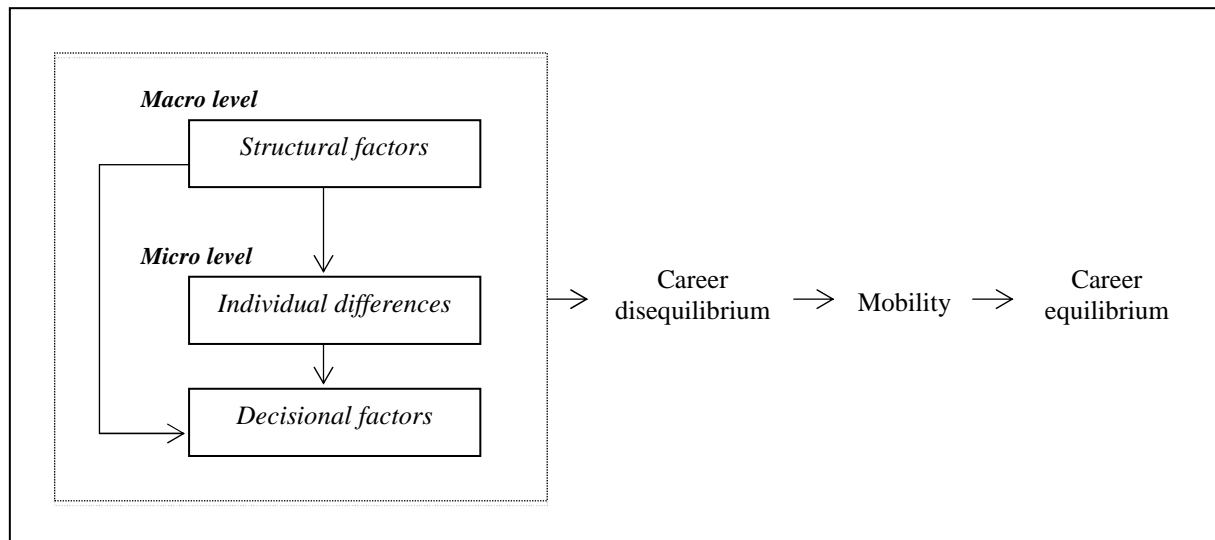 Macro level
Structural factors
Micro level
Individual differences
Decisional factors
Career
disequilibrium
Mobility
Career
equilibrium